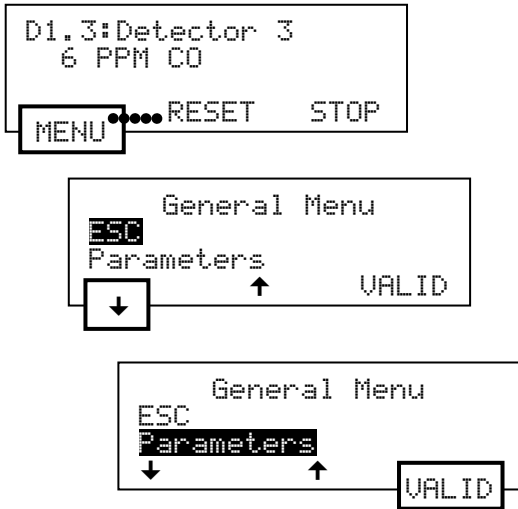 D1.3:Detector 3
6 PPM CO
MENU RESET STOP
General Menu
ESC
Parameters
↓ ↑ VALID
General Menu
ESC
Parameters
↓ ↑ VALID